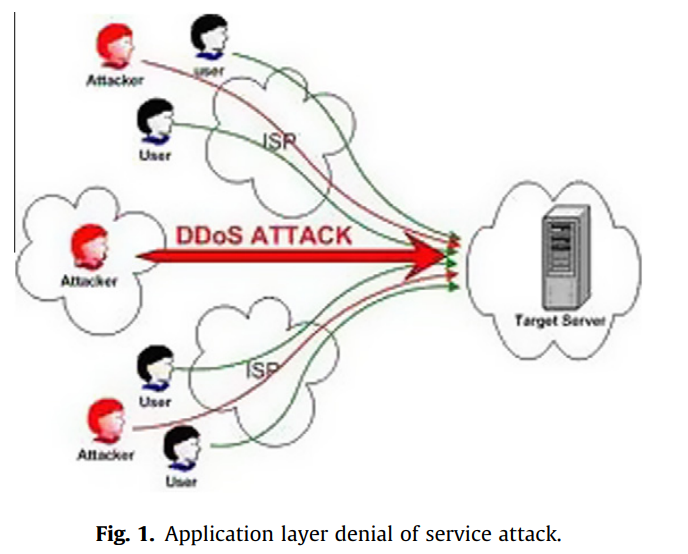 Attacker
user
User
ISP
DDoS ATTACK
Attacker
Target Server
ISP
User
Attacker
User
Fig. 1. Application layer denial of service attack.